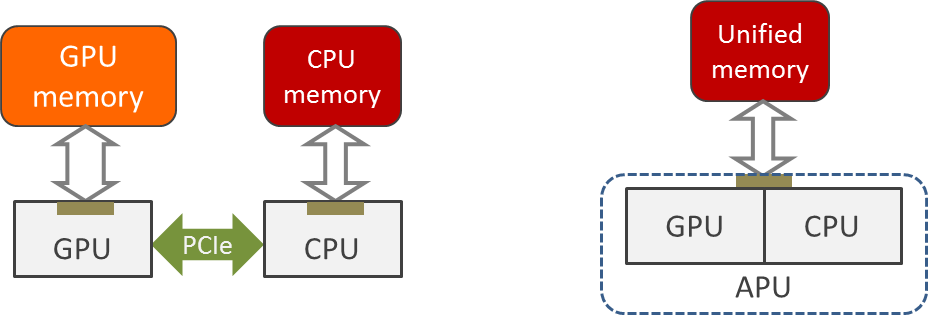 GPU
memory
CPU
memory
Unified
memory
GPU
PCIe
CPU
GPU
CPU
APU